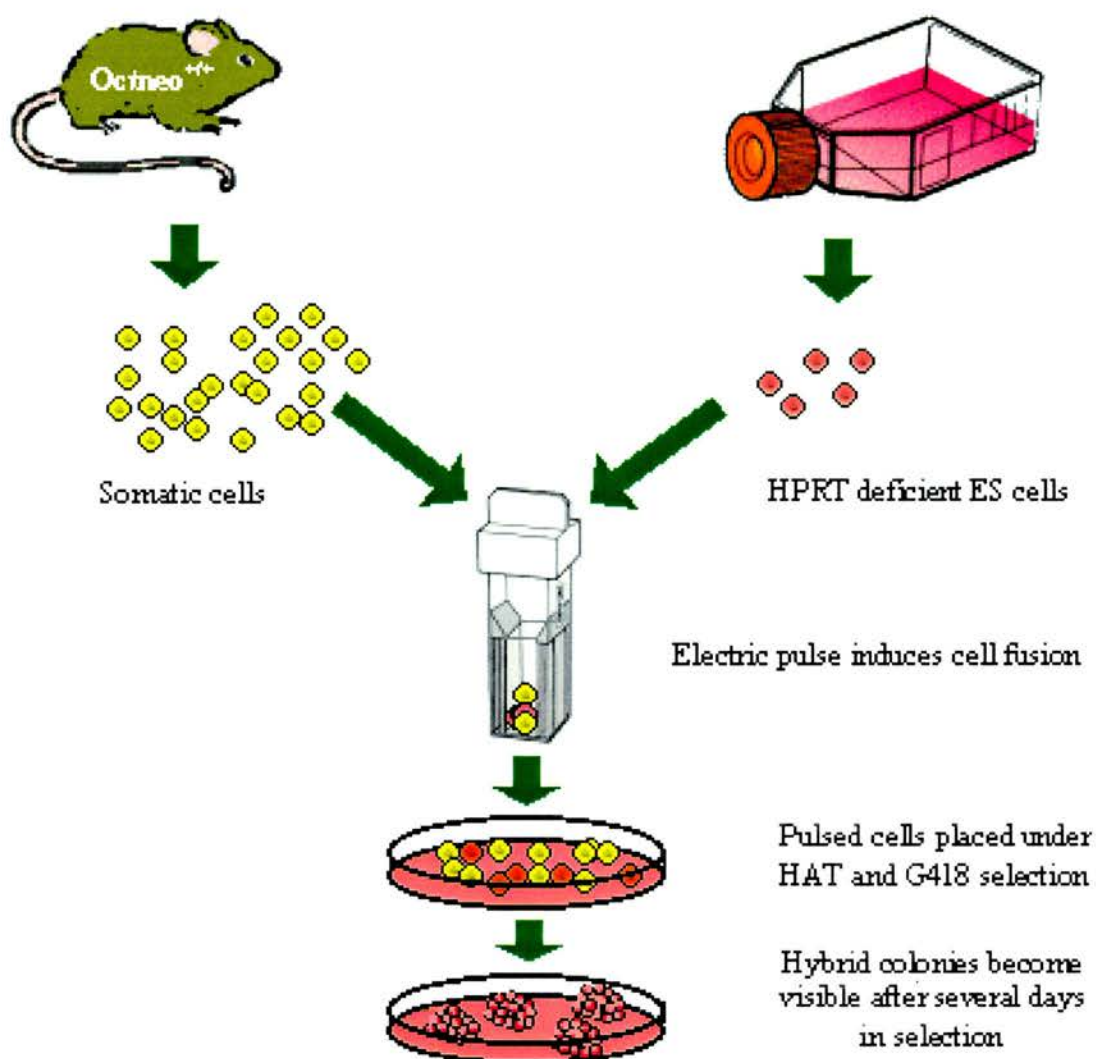 Octneo +/+
Somatic cells
HPRT deficient ES cells
Electric pulse induces cell fusion
Pulsed cells placed under
HAT and G418 selection
Hybrid colonies become
visible after several days
in selection